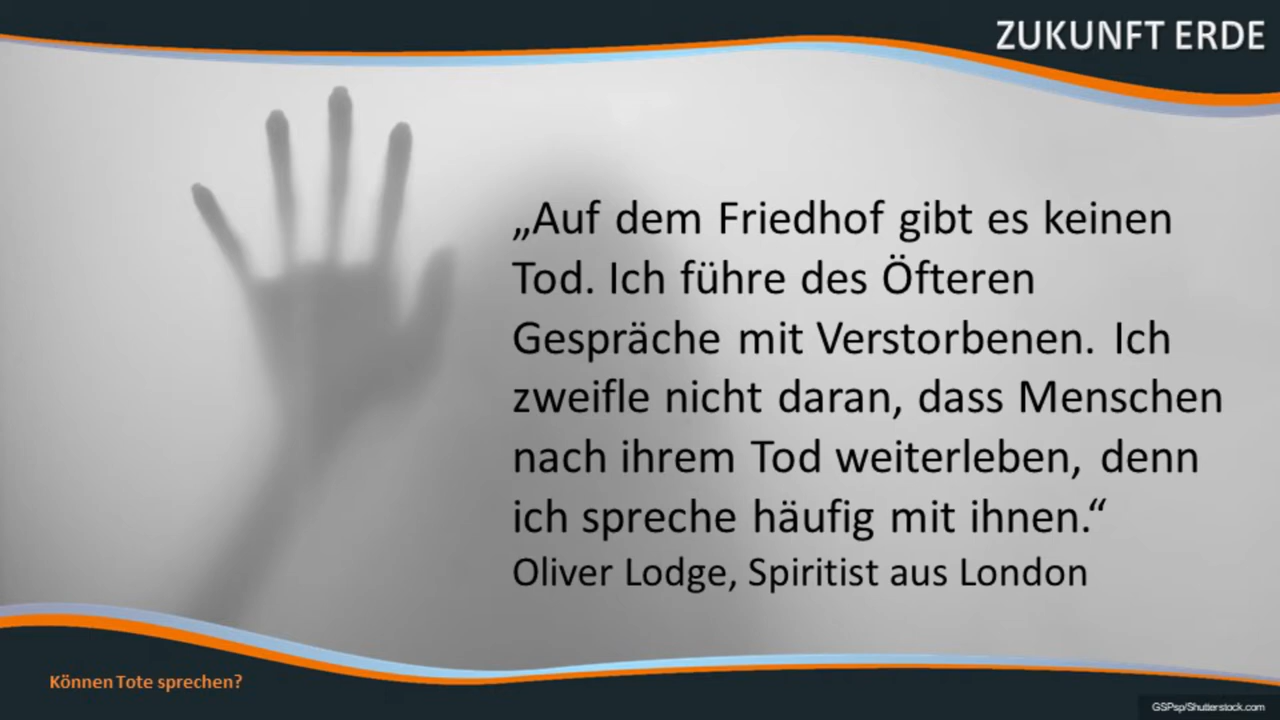 ZUKUNFT ERDE
„Auf dem Friedhof gibt es keinen
Tod. Ich führe des Öfteren
Gespräche mit Verstorbenen. Ich
zweifle nicht daran, dass Menschen
nach ihrem Tod weiterleben, denn
ich spreche häufig mit ihnen.“
Oliver Lodge, Spiritist aus London
Können Tote sprechen?
GSPsp/Shutterstock.com